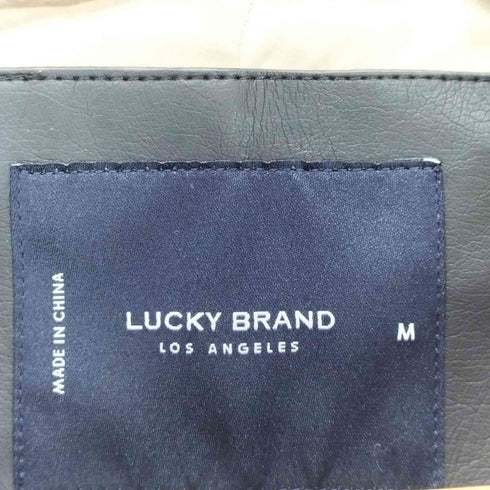 LUCKY BRAND
LOS ANGELES
M
MADE IN CHINA